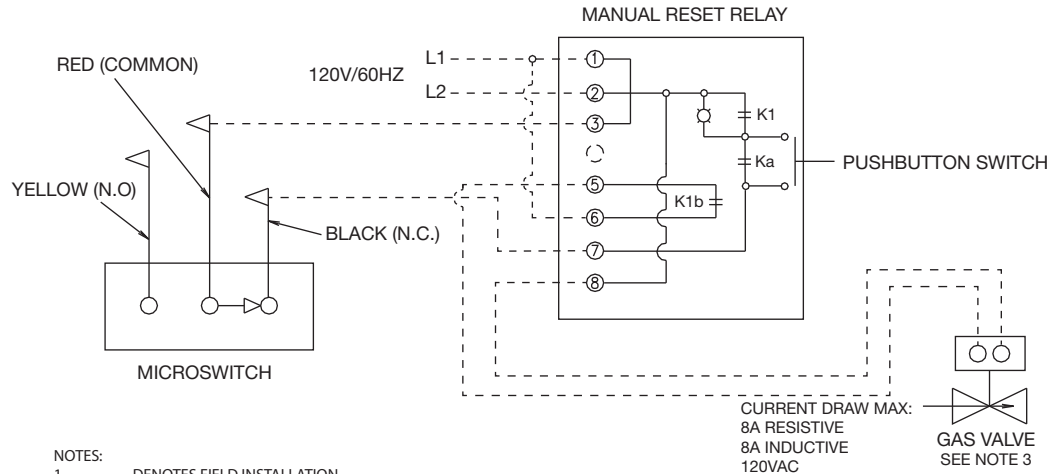 MANUAL RESET RELAY
RED (COMMON)
120V/60HZ
L1
L2
1
2
3
5
6
7
8
K1
Ka
K1b
PUSHBUTTON SWITCH
YELLOW (N.O)
BLACK (N.C.)
MICROSWITCH
CURRENT DRAW MAX:
8A RESISTIVE
8A INDUCTIVE
120VAC
GAS VALVE
SEE NOTE 3
NOTES: